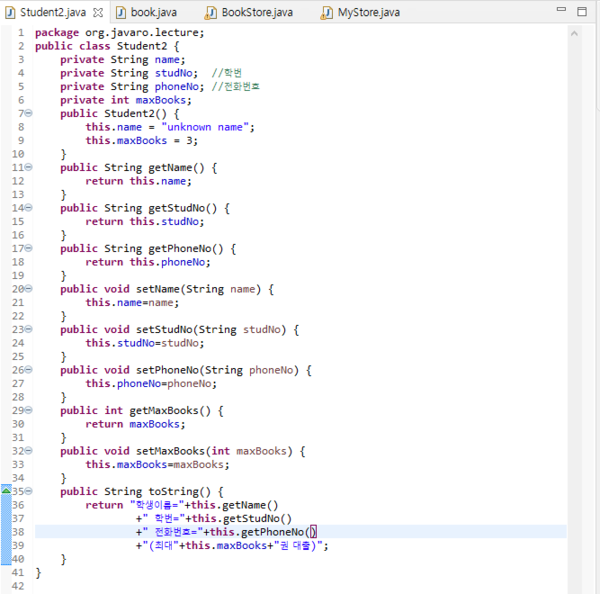 Student2.java book.java BookStore.java MyStore.java
1 package org.javaro.lecture;
2 public class Student2 {
3     private String name;
4     private String studNo;  //학번
5     private String phoneNo; //전화번호
6     private int maxBooks;
7     public Student2() {
8         this.name = "unknown name";
9         this.maxBooks = 3;
10     }
11     public String getName() {
12         return this.name;
13     }
14     public String getStudNo() {
15         return this.studNo;
16     }
17     public String getPhoneNo() {
18         return this.phoneNo;
19     }
20     public void setName(String name) {
21         this.name=name;
22     }
23     public void setStudNo(String studNo) {
24         this.studNo=studNo;
25     }
26     public void setPhoneNo(String phoneNo) {
27         this.phoneNo=phoneNo;
28     }
29     public int getMaxBooks() {
30         return maxBooks;
31     }
32     public void setMaxBooks(int maxBooks) {
33         this.maxBooks=maxBooks;
34     }
35     public String toString() {
36         return "학생이름="+this.getName()
37                 +" 학번="+this.getStudNo()
38                 +" 전화번호="+this.getPhoneNo()
39                 +"(최대"+this.maxBooks+"권 대출)";
40     }
41 }
42